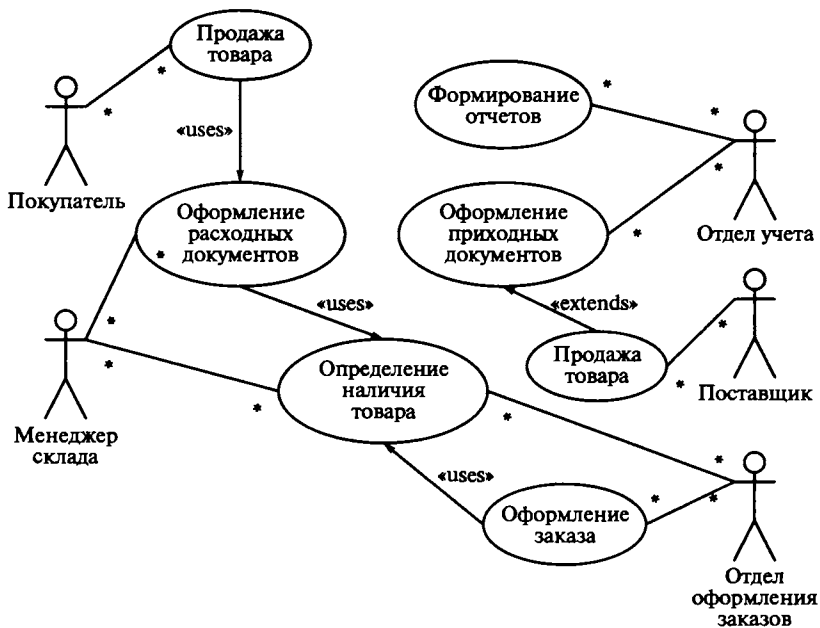 Продажа
товара
*
*
«uses»
Покупатель
Формирование
отчетов
*
*
*
*
Отдел учета
Оформление
расходных
документов
*
*
Оформление
приходных
документов
«uses»
«extends»
*
*
Продажа
товара
Поставщик
*
*
Менеджер
склада
Определение
наличия
товара
*
*
«uses»
Оформление
заказа
*
*
Отдел
оформления
заказов